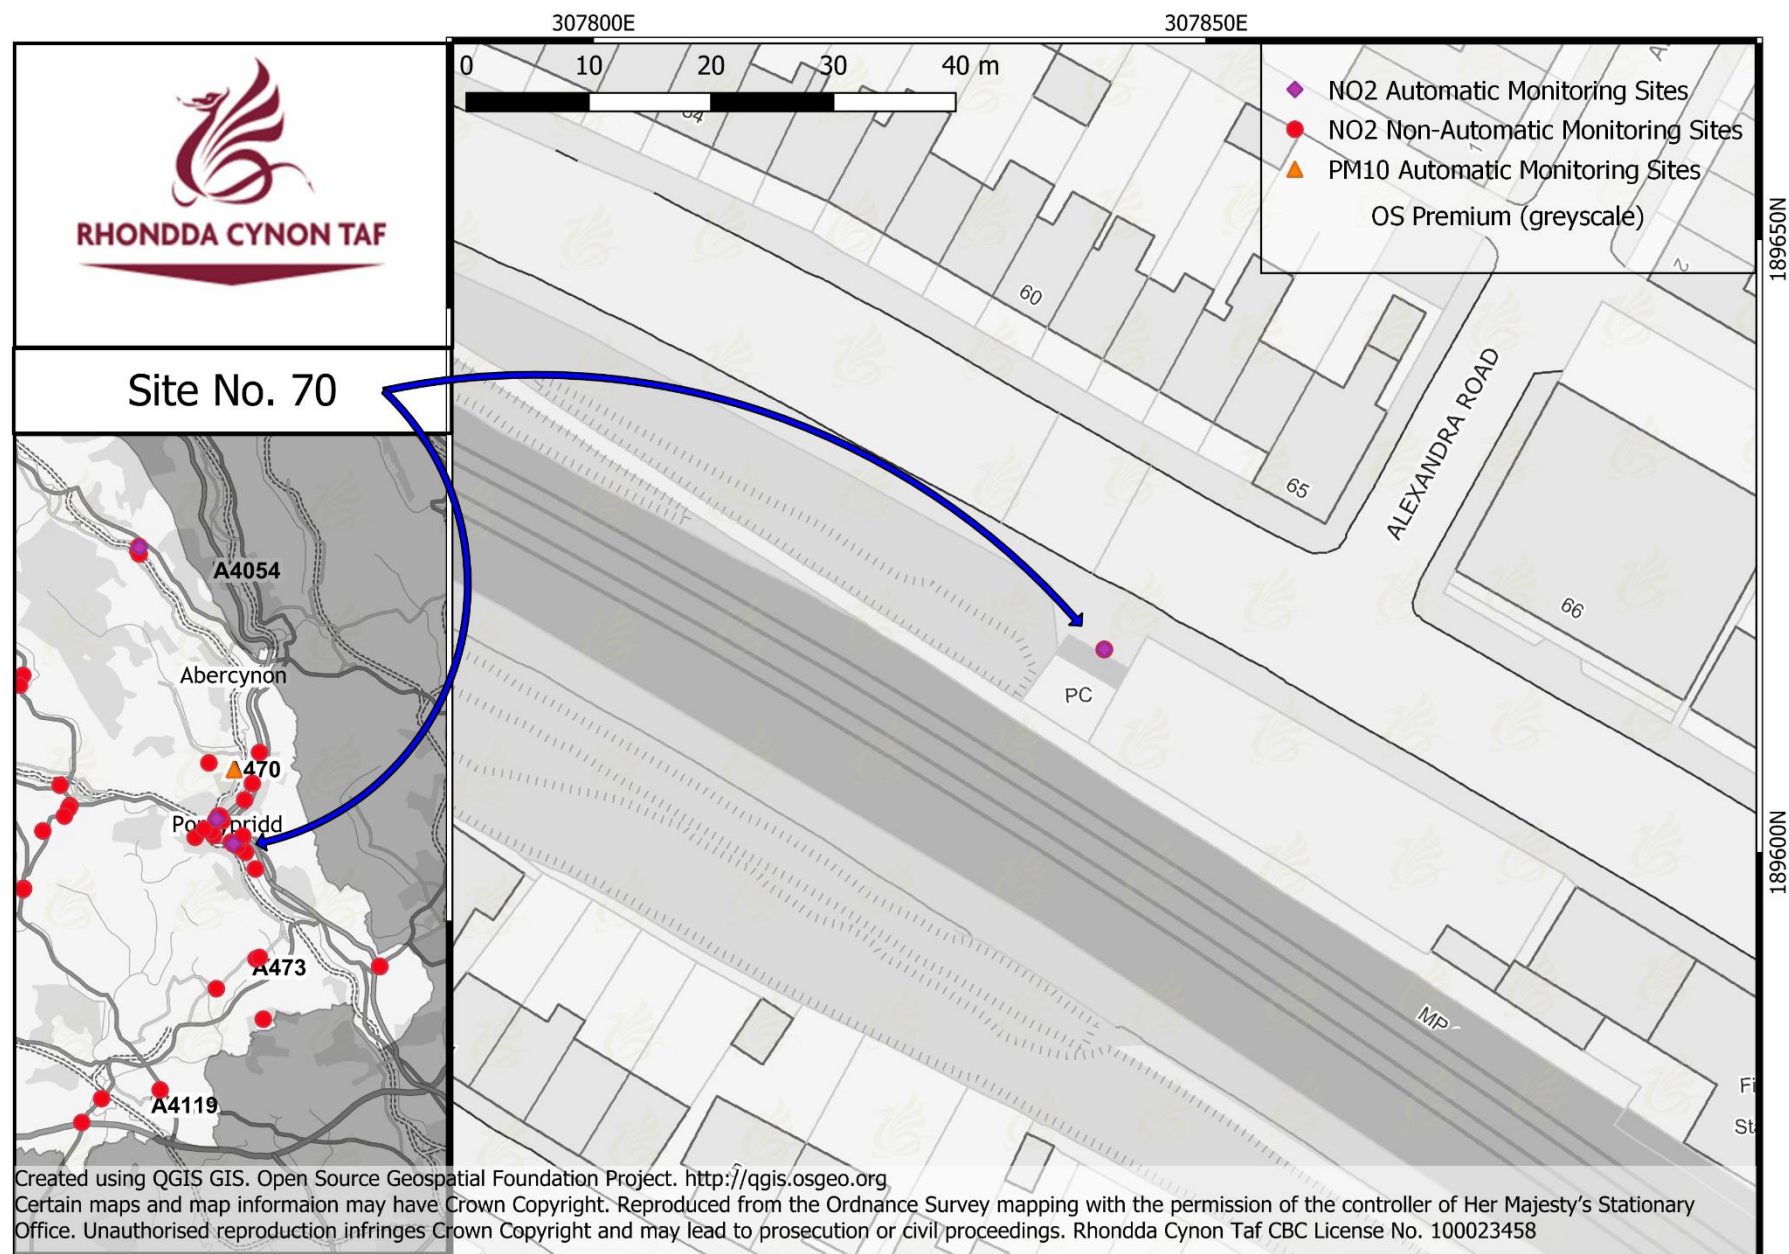 307800E
307850E
0 10 20 30 40 m
NO2 Automatic Monitoring Sites
NO2 Non-Automatic Monitoring Sites
PM10 Automatic Monitoring Sites
OS Premium (greyscale)
RHONDDA CYNON TAF
Site No. 70
189650N
189600N
64
60
65
66
1
2
ALEXANDRA ROAD
PC
MP
A4054
Abercynon
A470
A473
A4119
Created using QGIS GIS. Open Source Geospatial Foundation Project. http://qgis.osgeo.org
Certain maps and map informaion may have Crown Copyright. Reproduced from the Ordnance Survey mapping with the permission of the controller of Her Majesty’s Stationary
Office. Unauthorised reproduction infringes Crown Copyright and may lead to prosecution or civil proceedings. Rhondda Cynon Taf CBC License No. 100023458